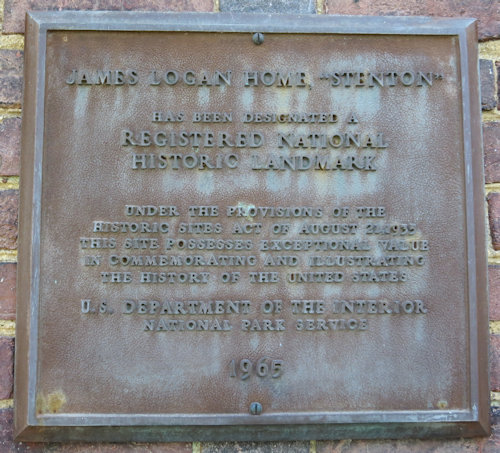 JAMES LOGAN HOME, "STENTON"
HAS BEEN DESIGNATED A
REGISTERED NATIONAL
HISTORIC LANDMARK
UNDER THE PROVISIONS OF THE
HISTORIC SITES ACT OF AUGUST 21, 1935
THIS SITE POSSESSES EXCEPTIONAL VALUE
IN COMMEMORATING AND ILLUSTRATING
THE HISTORY OF THE UNITED STATES
U.S. DEPARTMENT OF THE INTERIOR
NATIONAL PARK SERVICE
1965